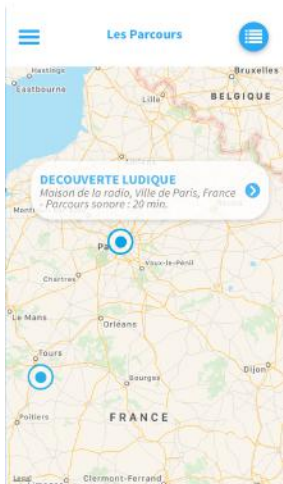 Les Parcours
Hastings
Bruxelles
Eastbourne
Lille
BELGIQUE
DECOUVERTE LUDIQUE
Maison de la radio, Ville de Paris, France
- Parcours sonore : 20 min.
Vaux-le-Pénil
Chartres
Le Mans
Orléans
Tours
Dijon
Bourges
Poitiers
FRANCE
Clermont-Ferrand